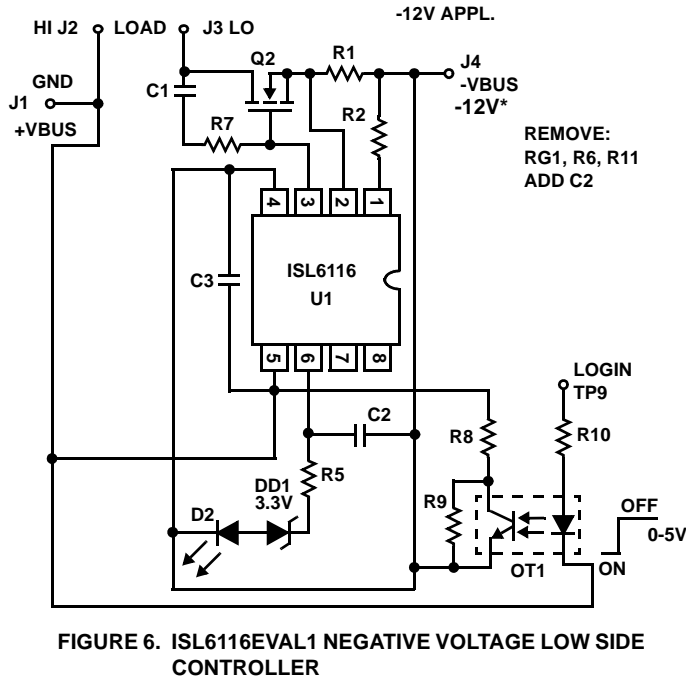 -12V APPL.
HI J2
LOAD
J3 LO
Q2
R1
J4
-VBUS
-12V*
GND
J1
+VBUS
C1
R7
R2
REMOVE:
RG1, R6, R11
ADD C2
4
3
2
1
ISL6116
U1
C3
5
6
7
8
LOGIN
TP9
C2
R8
R10
R5
DD1
3.3V
D2
R9
OFF
0-5V
ON
OT1
FIGURE 6. ISL6116EVAL1 NEGATIVE VOLTAGE LOW SIDE
CONTROLLER